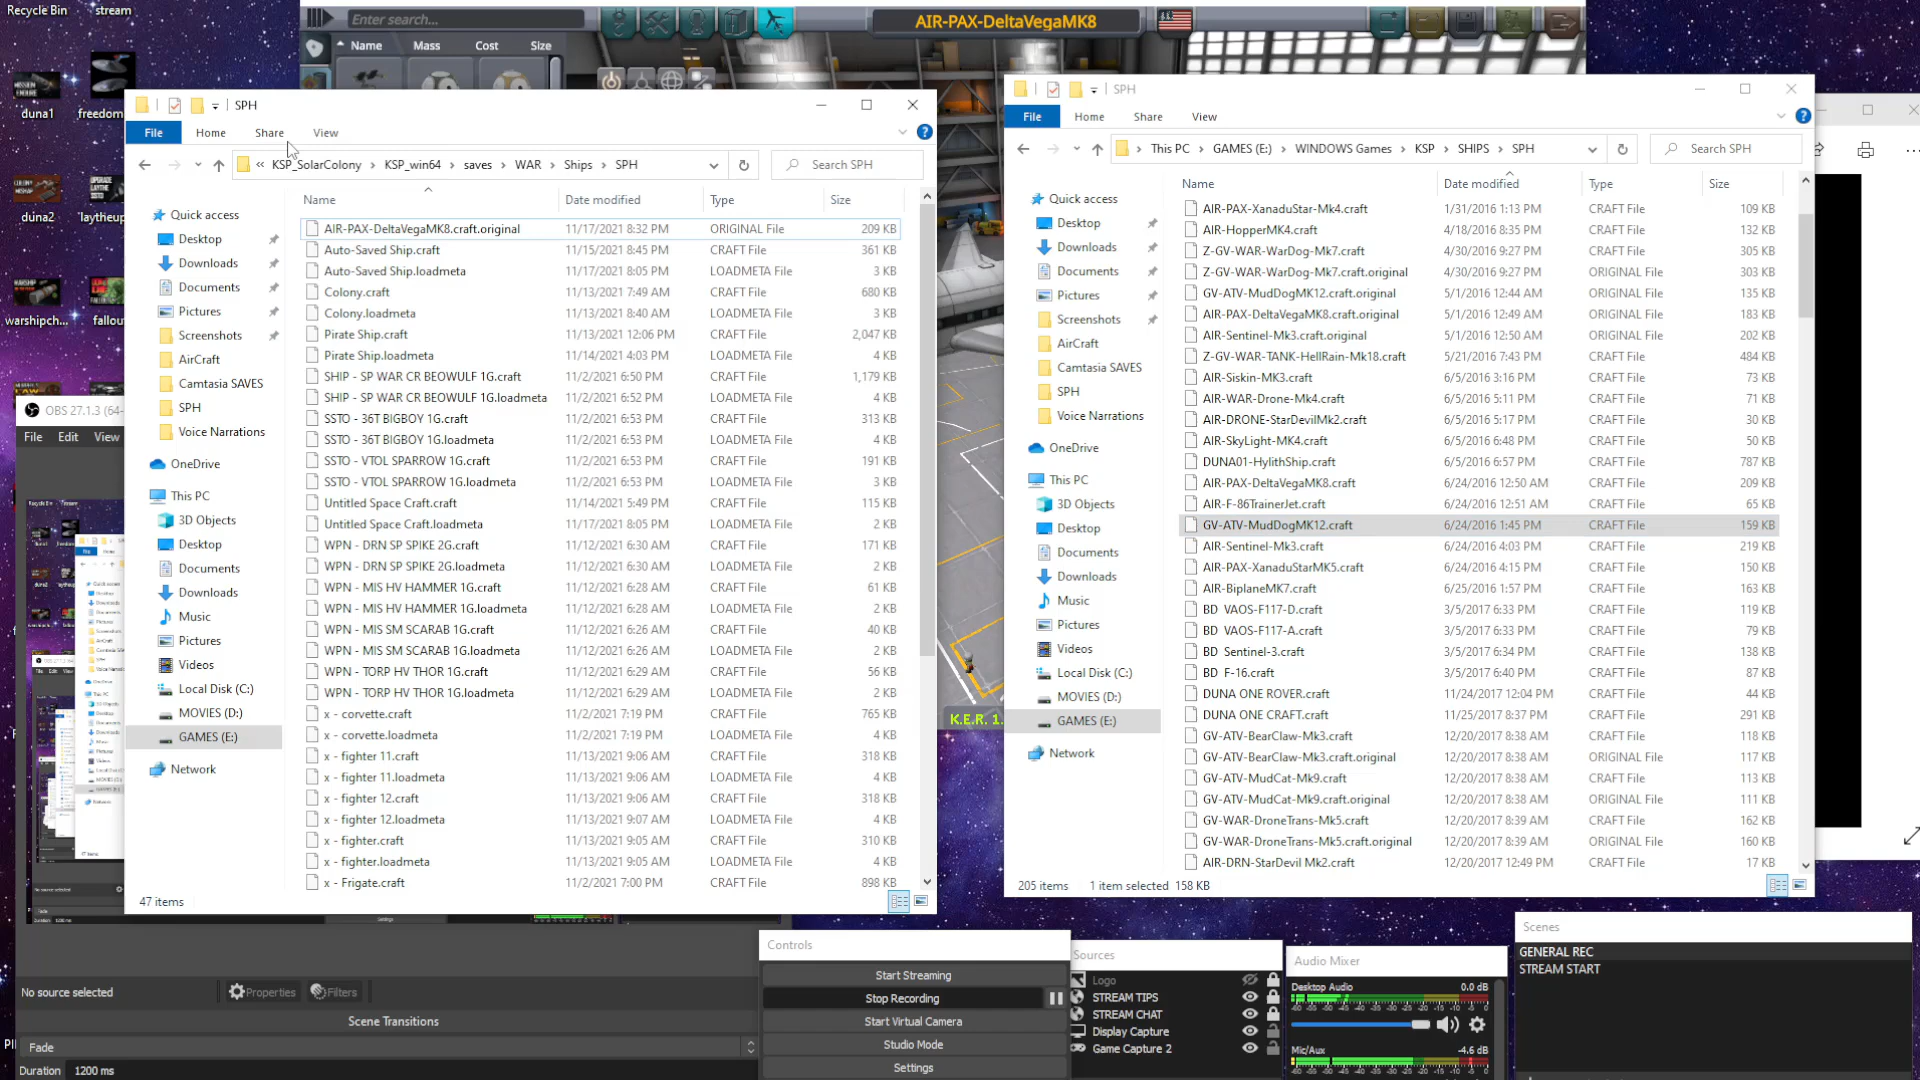 Recycle Bin
stream
duna1
freedom...
duna2
'laytheup
warshipch...
fallou
Enter search...
AIR-PAX-DeltaVegaMK8
Name Mass Cost Size
SPH
File Home Share View
« KSP_SolarColony › KSP_win64 › saves › WAR › Ships › SPH
Search SPH
Quick access
Desktop
Downloads
Documents
Pictures
Screenshots
AirCraft
Camtasia SAVES
SPH
Voice Narrations
OneDrive
This PC
3D Objects
Desktop
Documents
Downloads
Music
Pictures
Videos
Local Disk (C:)
MOVIES (D:)
GAMES (E:)
Network
Name Date modified Type Size
AIR-PAX-DeltaVegaMK8.craft.original 11/17/2021 8:32 PM ORIGINAL File 209 KB
Auto-Saved Ship.craft 11/15/2021 8:45 PM CRAFT File 361 KB
Auto-Saved Ship.loadmeta 11/17/2021 8:05 PM LOADMETA File 3 KB
Colony.craft 11/13/2021 7:49 AM CRAFT File 680 KB
Colony.loadmeta 11/13/2021 8:40 AM LOADMETA File 3 KB
Pirate Ship.craft 11/13/2021 12:06 PM CRAFT File 2,047 KB
Pirate Ship.loadmeta 11/14/2021 4:03 PM LOADMETA File 4 KB
SHIP - SP WAR CR BEOWULF 1G.craft 11/2/2021 6:50 PM CRAFT File 1,179 KB
SHIP - SP WAR CR BEOWULF 1G.loadmeta 11/2/2021 6:52 PM LOADMETA File 4 KB
SSTO - 36T BIGBOY 1G.craft 11/2/2021 6:53 PM CRAFT File 313 KB
SSTO - 36T BIGBOY 1G.loadmeta 11/2/2021 6:53 PM LOADMETA File 4 KB
SSTO - VTOL SPARROW 1G.craft 11/2/2021 6:53 PM CRAFT File 191 KB
SSTO - VTOL SPARROW 1G.loadmeta 11/2/2021 6:53 PM LOADMETA File 3 KB
Untitled Space Craft.craft 11/14/2021 5:49 PM CRAFT File 115 KB
Untitled Space Craft.loadmeta 11/17/2021 8:05 PM LOADMETA File 2 KB
WPN - DRN SP SPIKE 2G.craft 11/12/2021 6:30 AM CRAFT File 171 KB
WPN - DRN SP SPIKE 2G.loadmeta 11/12/2021 6:30 AM LOADMETA File 2 KB
WPN - MIS HV HAMMER 1G.craft 11/12/2021 6:28 AM CRAFT File 61 KB
WPN - MIS HV HAMMER 1G.loadmeta 11/12/2021 6:28 AM LOADMETA File 2 KB
WPN - MIS SM SCARAB 1G.craft 11/12/2021 6:26 AM CRAFT File 40 KB
WPN - MIS SM SCARAB 1G.loadmeta 11/12/2021 6:26 AM LOADMETA File 2 KB
WPN - TORP HV THOR 1G.craft 11/12/2021 6:29 AM CRAFT File 56 KB
WPN - TORP HV THOR 1G.loadmeta 11/12/2021 6:29 AM LOADMETA File 2 KB
x - corvette.craft 11/2/2021 7:19 PM CRAFT File 765 KB
x - corvette.loadmeta 11/2/2021 7:19 PM LOADMETA File 4 KB
x - fighter 11.craft 11/13/2021 9:06 AM CRAFT File 318 KB
x - fighter 11.loadmeta 11/13/2021 9:06 AM LOADMETA File 4 KB
x - fighter 12.craft 11/13/2021 9:06 AM CRAFT File 318 KB
x - fighter 12.loadmeta 11/13/2021 9:07 AM LOADMETA File 4 KB
x - fighter.craft 11/13/2021 9:05 AM CRAFT File 310 KB
x - fighter.loadmeta 11/13/2021 9:05 AM LOADMETA File 4 KB
x - Frigate.craft 11/2/2021 7:00 PM CRAFT File 898 KB
47 items
K.E.R. 1.
SPH
File Home Share View
This PC › GAMES (E:) › WINDOWS Games › KSP › SHIPS › SPH
Search SPH
Quick access
Desktop
Downloads
Documents
Pictures
Screenshots
AirCraft
Camtasia SAVES
SPH
Voice Narrations
OneDrive
This PC
3D Objects
Desktop
Documents
Downloads
Music
Pictures
Videos
Local Disk (C:)
MOVIES (D:)
GAMES (E:)
Network
Name Date modified Type Size
AIR-PAX-XanaduStar-Mk4.craft 1/31/2016 1:13 PM CRAFT File 109 KB
AIR-HopperMK4.craft 4/18/2016 8:35 PM CRAFT File 132 KB
Z-GV-WAR-WarDog-Mk7.craft 4/30/2016 9:27 PM CRAFT File 305 KB
Z-GV-WAR-WarDog-Mk7.craft.original 4/30/2016 9:27 PM ORIGINAL File 303 KB
GV-ATV-MudDogMK12.craft.original 5/1/2016 12:44 AM ORIGINAL File 135 KB
AIR-PAX-DeltaVegaMK8.craft.original 5/1/2016 12:49 AM ORIGINAL File 183 KB
AIR-Sentinel-Mk3.craft.original 5/1/2016 12:50 AM ORIGINAL File 202 KB
Z-GV-WAR-TANK-HellRain-Mk18.craft 5/21/2016 7:43 PM CRAFT File 484 KB
AIR-Siskin-MK3.craft 6/5/2016 3:16 PM CRAFT File 73 KB
AIR-WAR-Drone-Mk4.craft 6/5/2016 5:11 PM CRAFT File 71 KB
AIR-DRONE-StarDevilMk2.craft 6/5/2016 5:17 PM CRAFT File 30 KB
AIR-SkyLight-MK4.craft 6/5/2016 6:48 PM CRAFT File 50 KB
DUNA01-HylithShip.craft 6/5/2016 6:57 PM CRAFT File 787 KB
AIR-PAX-DeltaVegaMK8.craft 6/24/2016 12:50 AM CRAFT File 209 KB
AIR-F-86TrainerJet.craft 6/24/2016 12:51 AM CRAFT File 65 KB
GV-ATV-MudDogMK12.craft 6/24/2016 1:45 PM CRAFT File 159 KB
AIR-Sentinel-Mk3.craft 6/24/2016 4:03 PM CRAFT File 219 KB
AIR-PAX-XanaduStarMK5.craft 6/24/2016 4:15 PM CRAFT File 150 KB
AIR-BiplaneMK7.craft 6/25/2016 1:57 PM CRAFT File 163 KB
BD VAOS-F117-D.craft 3/5/2017 6:33 PM CRAFT File 119 KB
BD VAOS-F117-A.craft 3/5/2017 6:33 PM CRAFT File 79 KB
BD Sentinel-3.craft 3/5/2017 6:34 PM CRAFT File 138 KB
BD F-16.craft 3/5/2017 6:40 PM CRAFT File 87 KB
DUNA ONE ROVER.craft 11/24/2017 12:04 PM CRAFT File 44 KB
DUNA ONE CRAFT.craft 11/25/2017 8:37 PM CRAFT File 291 KB
GV-ATV-BearClaw-Mk3.craft 12/20/2017 8:38 AM CRAFT File 118 KB
GV-ATV-BearClaw-Mk3.craft.original 12/20/2017 8:38 AM ORIGINAL File 117 KB
GV-ATV-MudCat-Mk9.craft 12/20/2017 8:38 AM CRAFT File 113 KB
GV-ATV-MudCat-Mk9.craft.original 12/20/2017 8:38 AM ORIGINAL File 111 KB
GV-WAR-DroneTrans-Mk5.craft 12/20/2017 8:39 AM CRAFT File 162 KB
GV-WAR-DroneTrans-Mk5.craft.original 12/20/2017 8:39 AM ORIGINAL File 160 KB
AIR-DRN-StarDevil Mk2.craft 12/20/2017 12:49 PM CRAFT File 17 KB
205 items 1 item selected 158 KB
OBS 27.1.3 (64-
File Edit View
No source selected
Properties Filters
Scene Transitions
Fade
Duration 1200 ms
Controls
Start Streaming
Stop Recording
Start Virtual Camera
Studio Mode
Settings
Sources
Logo
STREAM TIPS
STREAM CHAT
Display Capture
Game Capture 2
Audio Mixer
Desktop Audio 0.0 dB
Mic/Aux -4.6 dB
Scenes
GENERAL REC
STREAM START